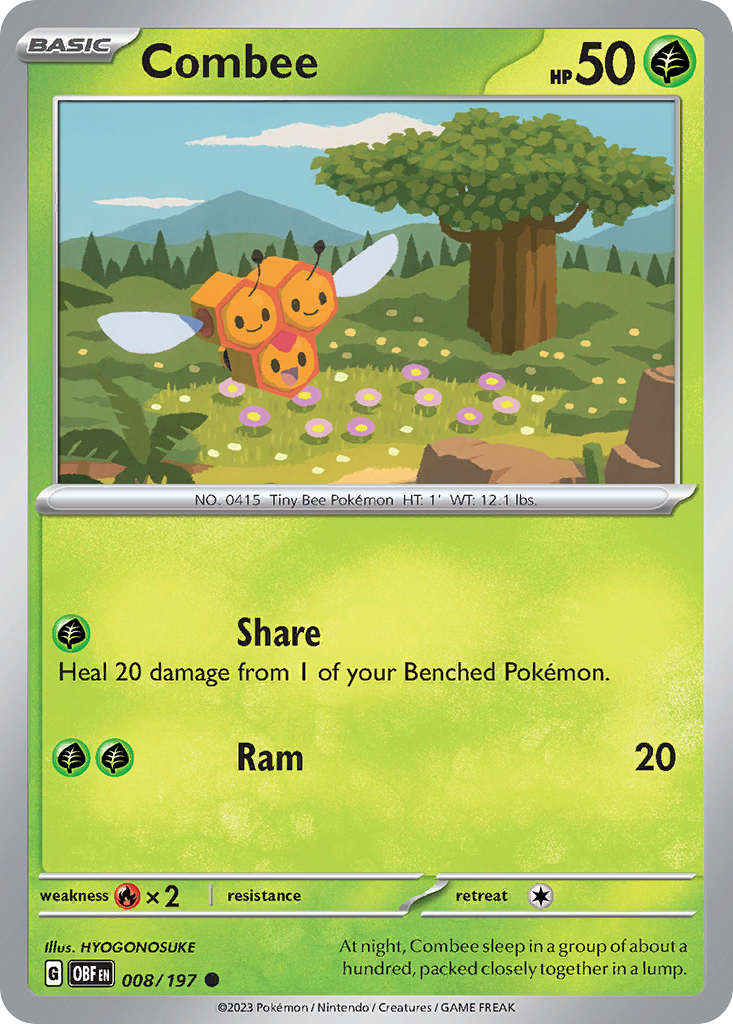 BASIC
Combee
HP 50
NO. 0415 Tiny Bee Pokémon HT: 1' WT: 12.1 lbs.
Share
Heal 20 damage from 1 of your Benched Pokémon.
Ram 20
weakness ×2 resistance retreat
Illus. HYOGONOSUKE
At night, Combee sleep in a group of about a
hundred, packed closely together in a lump.
G OBF EN 008/197
©2023 Pokémon / Nintendo / Creatures / GAME FREAK